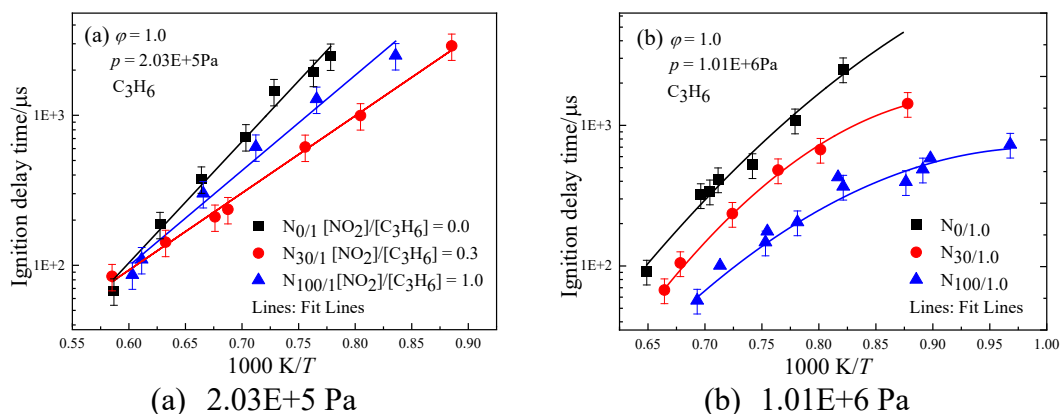 (a)
φ = 1.0
p = 2.03E+5Pa
C3H6
Ignition delay time/μs
1E+3
1E+2
N0/1 [NO2]/[C3H6] = 0.0
N30/1 [NO2]/[C3H6] = 0.3
N100/1[NO2]/[C3H6] = 1.0
Lines: Fit Lines
0.55 0.60 0.65 0.70 0.75 0.80 0.85 0.90
1000 K/T
(a) 2.03E+5 Pa
(b)
φ = 1.0
p = 1.01E+6Pa
C3H6
Ignition delay time/μs
1E+3
1E+2
N0/1.0
N30/1.0
N100/1.0
Lines: Fit Lines
0.65 0.70 0.75 0.80 0.85 0.90 0.95 1.00
1000 K/T
(b) 1.01E+6 Pa